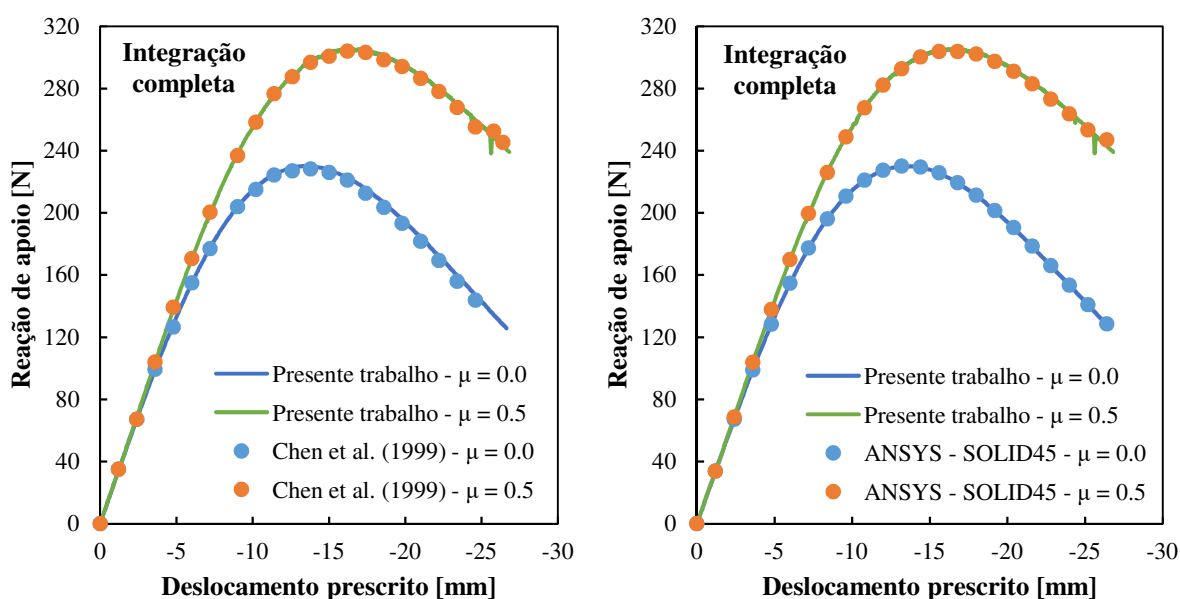 Integração
completa
Reação de apoio [N]
320
280
240
200
160
120
80
40
0
Presente trabalho - μ = 0.0
Presente trabalho - μ = 0.5
Chen et al. (1999) - μ = 0.0
Chen et al. (1999) - μ = 0.5
0 -5 -10 -15 -20 -25 -30
Deslocamento prescrito [mm]
Integração
completa
Reação de apoio [N]
320
280
240
200
160
120
80
40
0
Presente trabalho - μ = 0.0
Presente trabalho - μ = 0.5
ANSYS - SOLID45 - μ = 0.0
ANSYS - SOLID45 - μ = 0.5
0 -5 -10 -15 -20 -25 -30
Deslocamento prescrito [mm]